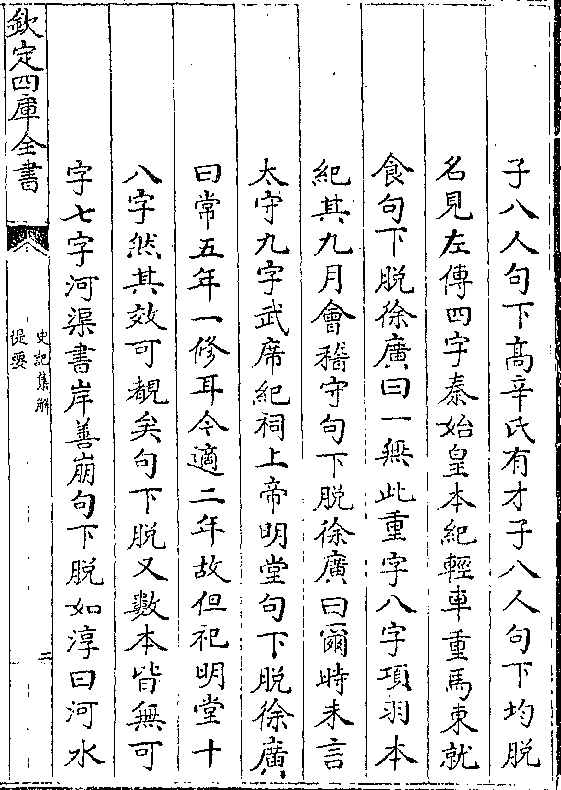 子八人句下高辛氏有才子八人句下均脱
名見左傳四字秦始皇本紀輕車重馬東就
食句下脱徐廣曰一無此重字八字項羽本
紀其九月會稽守句下脱徐廣曰爾時未言
太守九字武帝紀祠上帝明堂句下脱徐廣
曰常五年一修耳今適二年故但祀明堂十
八字然其效可覩矣句下脱又數本皆無可
字七字河渠書岸善崩句下脱如淳曰河水
欽定四庫全書
史記集解
提要
二